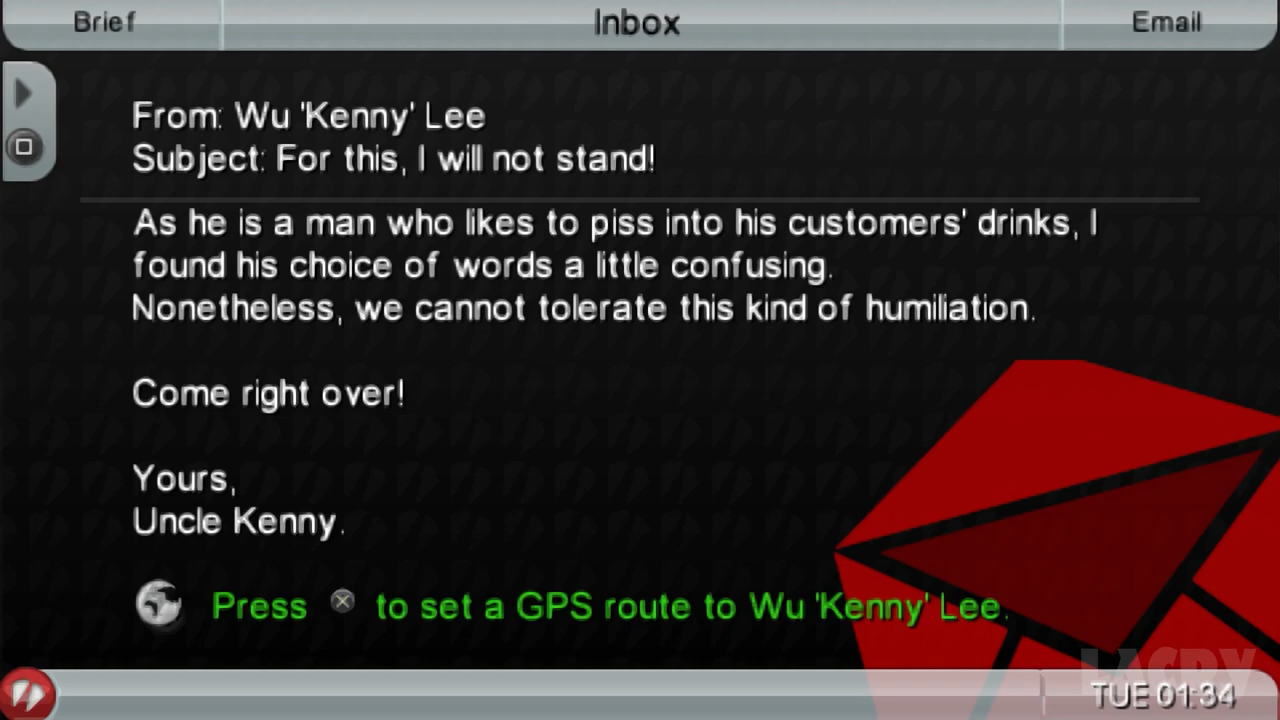 Brief
Inbox
Email
From: Wu 'Kenny' Lee
Subject: For this, I will not stand!
As he is a man who likes to piss into his customers' drinks, I
found his choice of words a little confusing.
Nonetheless, we cannot tolerate this kind of humiliation.
Come right over!
Yours,
Uncle Kenny.
Press ⊗ to set a GPS route to Wu 'Kenny' Lee.
TUE 01:34